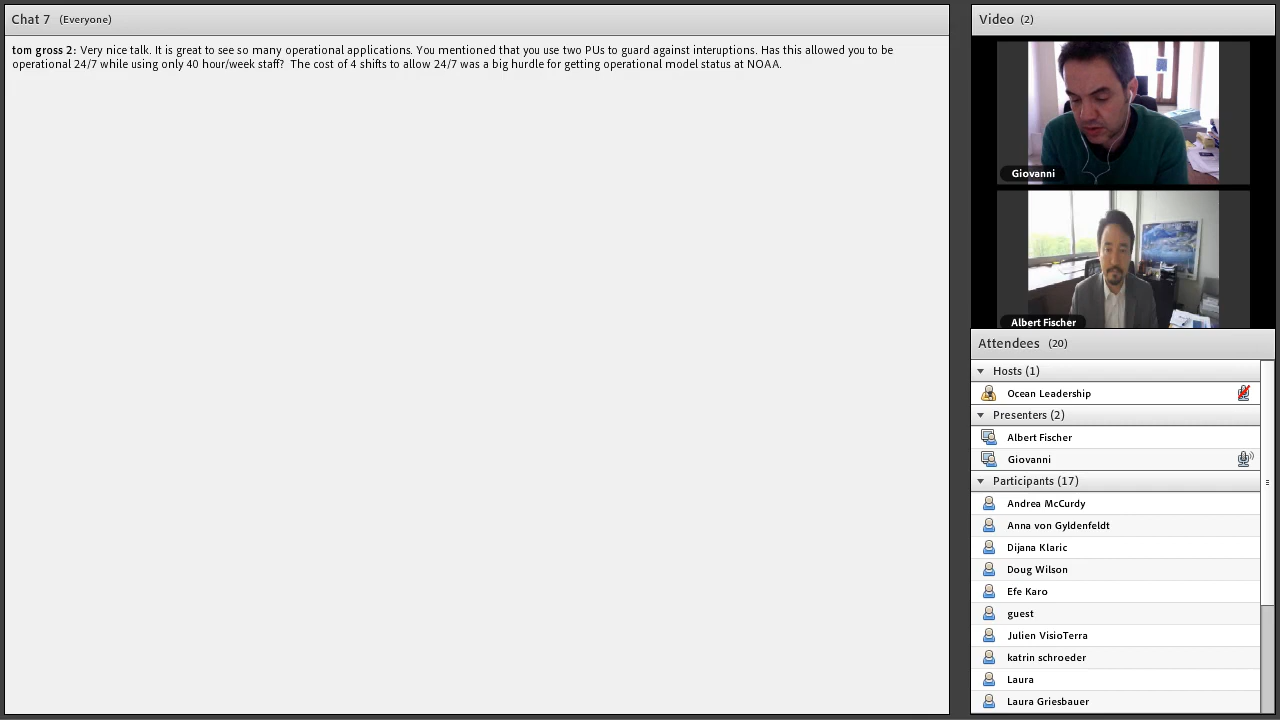 Chat 7 (Everyone)
tom gross 2: Very nice talk. It is great to see so many operational applications. You mentioned that you use two PUs to guard against interuptions. Has this allowed you to be
operational 24/7 while using only 40 hour/week staff?  The cost of 4 shifts to allow 24/7 was a big hurdle for getting operational model status at NOAA.
Video (2)
Giovanni
Albert Fischer
Attendees (20)
Hosts (1)
Ocean Leadership
Presenters (2)
Albert Fischer
Giovanni
Participants (17)
Andrea McCurdy
Anna von Gyldenfeldt
Dijana Klaric
Doug Wilson
Efe Karo
guest
Julien VisioTerra
katrin schroeder
Laura
Laura Griesbauer